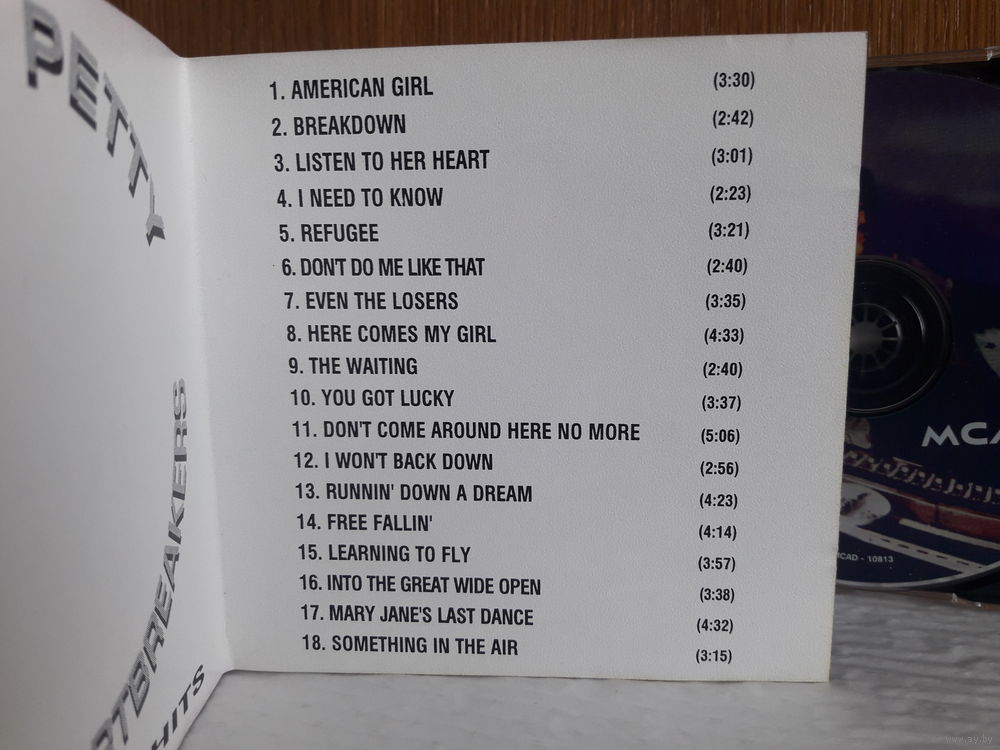 PETTY
HITS
1. AMERICAN GIRL (3:30)
2. BREAKDOWN (2:42)
3. LISTEN TO HER HEART (3:01)
4. I NEED TO KNOW (2:23)
5. REFUGEE (3:21)
6. DON'T DO ME LIKE THAT (2:40)
7. EVEN THE LOSERS (3:35)
8. HERE COMES MY GIRL (4:33)
9. THE WAITING (2:40)
10. YOU GOT LUCKY (3:37)
11. DON'T COME AROUND HERE NO MORE (5:06)
12. I WON'T BACK DOWN (2:56)
13. RUNNIN' DOWN A DREAM (4:23)
14. FREE FALLIN' (4:14)
15. LEARNING TO FLY (3:57)
16. INTO THE GREAT WIDE OPEN (3:38)
17. MARY JANE'S LAST DANCE (4:32)
18. SOMETHING IN THE AIR (3:15)
MCA
MCAD - 10813
www.ay.by